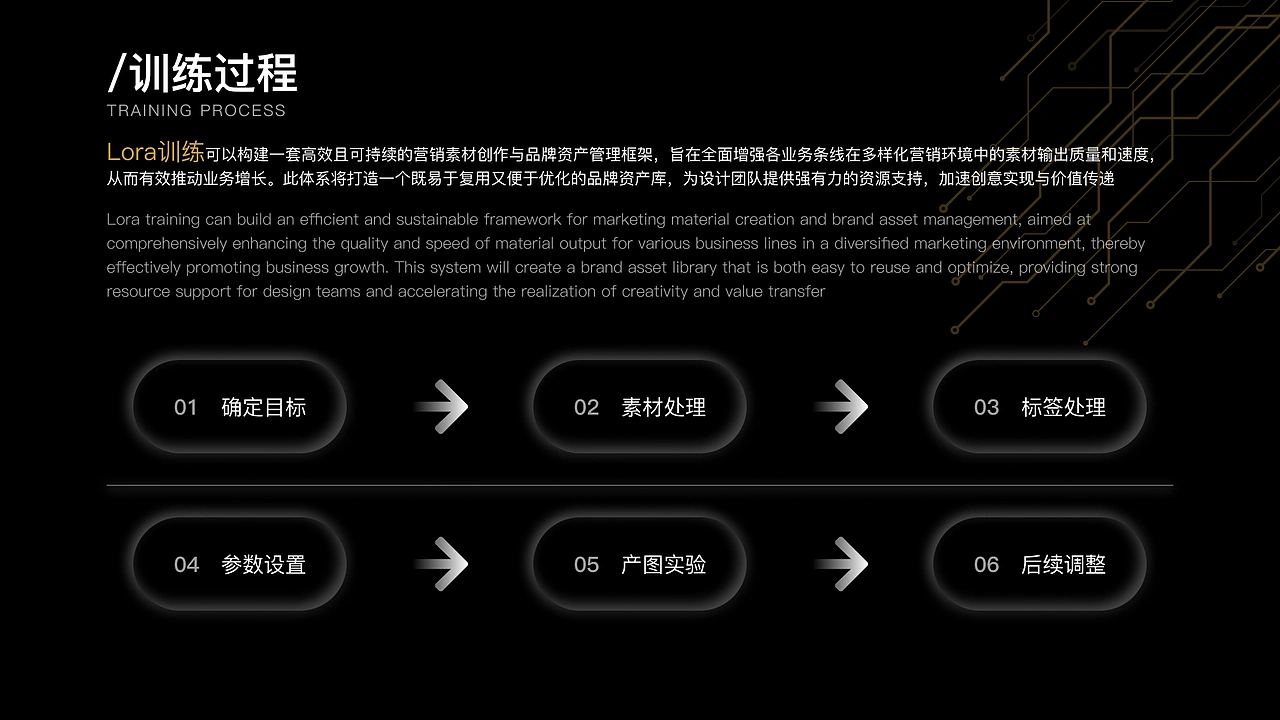 /训练过程
TRAINING PROCESS
Lora训练可以构建一套高效且可持续的营销素材创作与品牌资产管理框架，旨在全面增强各业务条线在多样化营销环境中的素材输出质量和速度，
从而有效推动业务增长。此体系将打造一个既易于复用又便于优化的品牌资产库，为设计团队提供强有力的资源支持，加速创意实现与价值传递
Lora training can build an efficient and sustainable framework for marketing material creation and brand asset management, aimed at
comprehensively enhancing the quality and speed of material output for various business lines in a diversified marketing environment, thereby
effectively promoting business growth. This system will create a brand asset library that is both easy to reuse and optimize, providing strong
resource support for design teams and accelerating the realization of creativity and value transfer
01 确定目标
02 素材处理
03 标签处理
04 参数设置
05 产图实验
06 后续调整